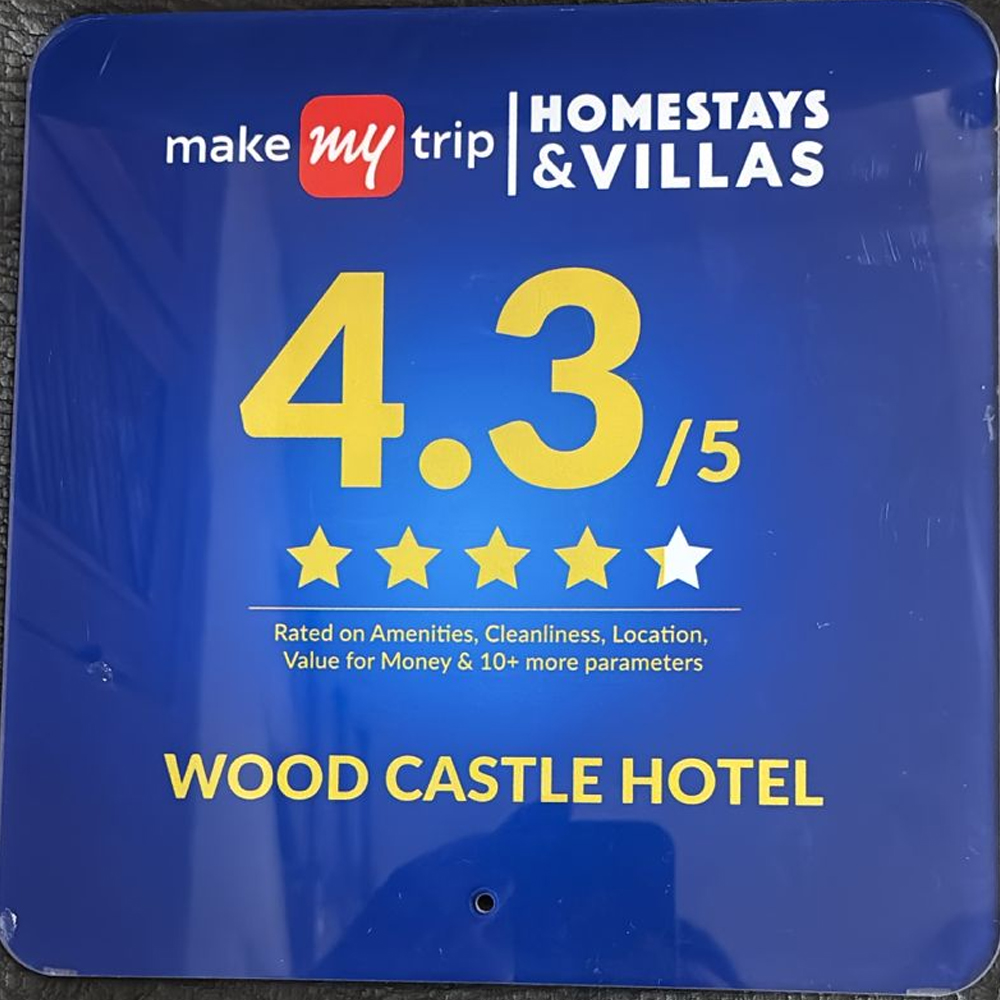 make my trip | HOMESTAYS
&VILLAS
4.3/5
Rated on Amenities, Cleanliness, Location,
Value for Money & 10+ more parameters
WOOD CASTLE HOTEL